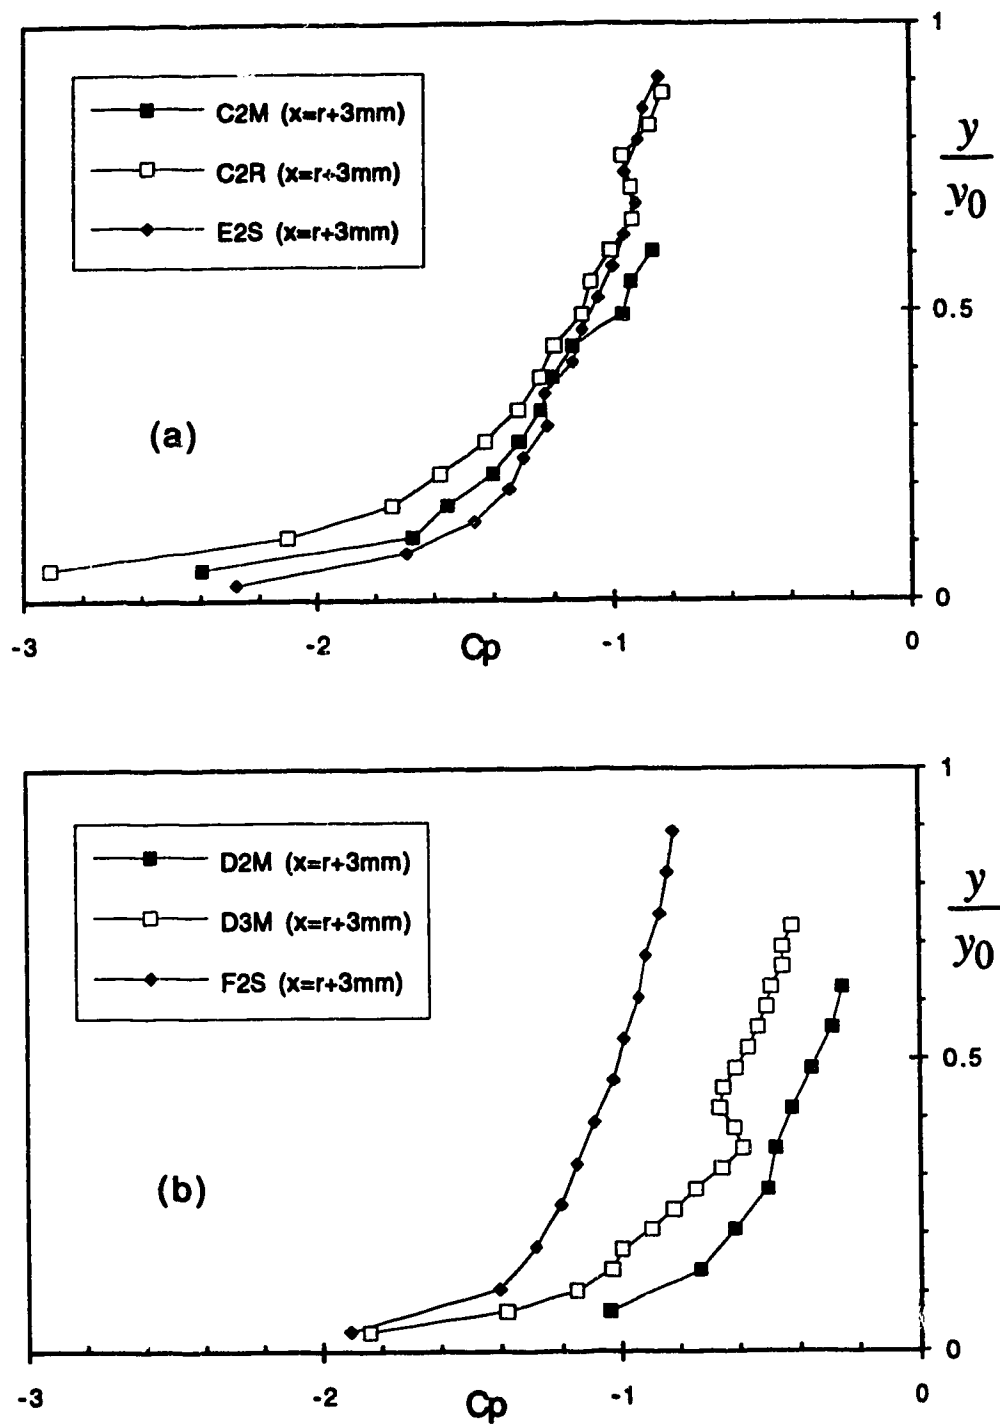 1
C2M (x=r+3mm)
C2R (x=r+3mm)
E2S (x=r+3mm)
y
y0
0.5
(a)
0
-3
-2
Cp
-1
0
1
D2M (x=r+3mm)
D3M (x=r+3mm)
F2S (x=r+3mm)
y
y0
0.5
(b)
0
-3
-2
Cp
-1
0